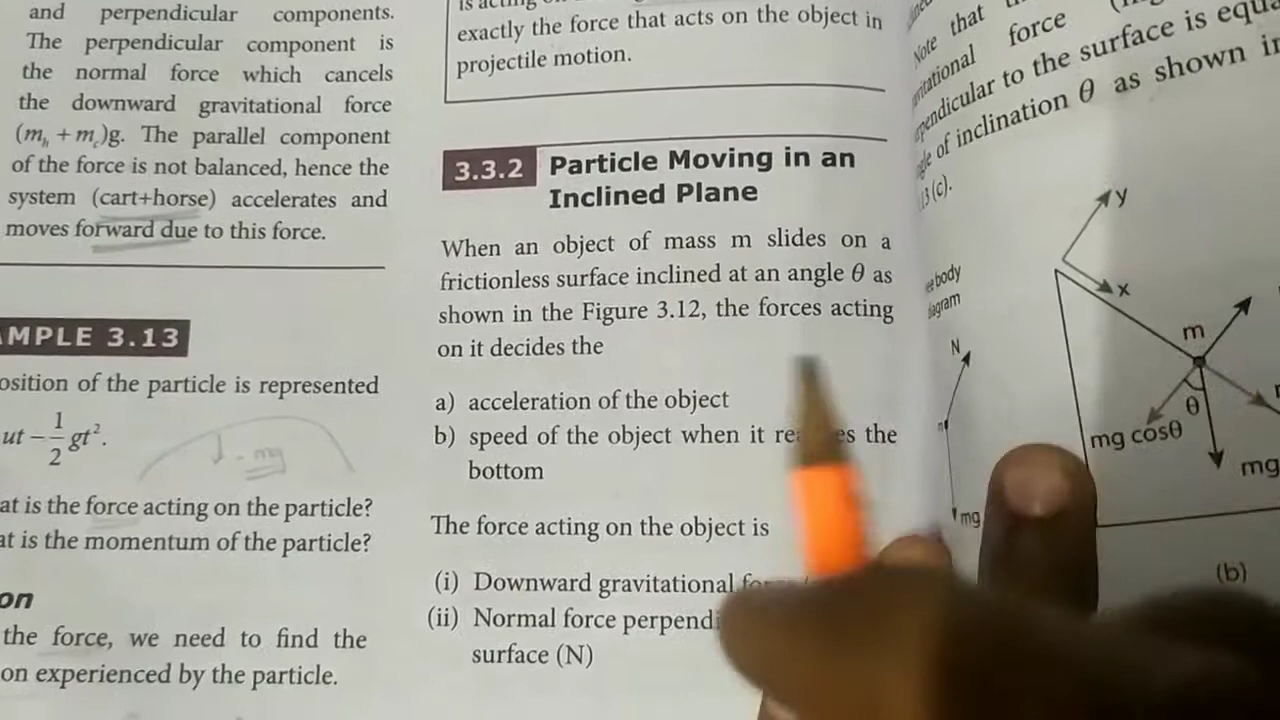 and perpendicular components.
The perpendicular component is
the normal force which cancels
the downward gravitational force
(mₕ + m꜀)g. The parallel component
of the force is not balanced, hence the
system (cart+horse) accelerates and
moves forward due to this force.
MPLE 3.13
osition of the particle is represented
ut − 1/2 gt².
- mg
at is the force acting on the particle?
at is the momentum of the particle?
on
the force, we need to find the
on experienced by the particle.
exactly the force that acts on the object in
projectile motion.
3.3.2 Particle Moving in an
Inclined Plane
When an object of mass m slides on a
frictionless surface inclined at an angle θ as
shown in the Figure 3.12, the forces acting
on it decides the
a) acceleration of the object
b) speed of the object when it the
bottom
The force acting on the object is
(i) Downward gravitational
(ii) Normal force
surface (N)
Note that
force
to the surface is
of inclination θ as shown
(c).
body
N
mg
y
x
m
θ
mg cosθ
mg
(b)